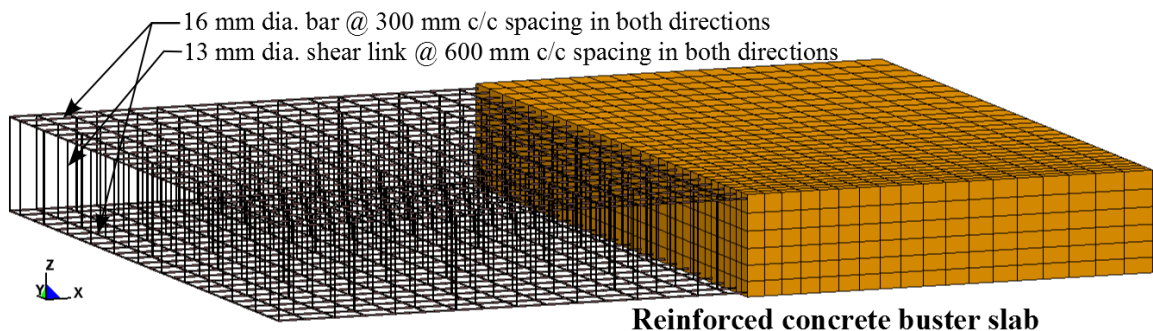 16 mm dia. bar @ 300 mm c/c spacing in both directions
13 mm dia. shear link @ 600 mm c/c spacing in both directions
Z
Y
X
Reinforced concrete buster slab